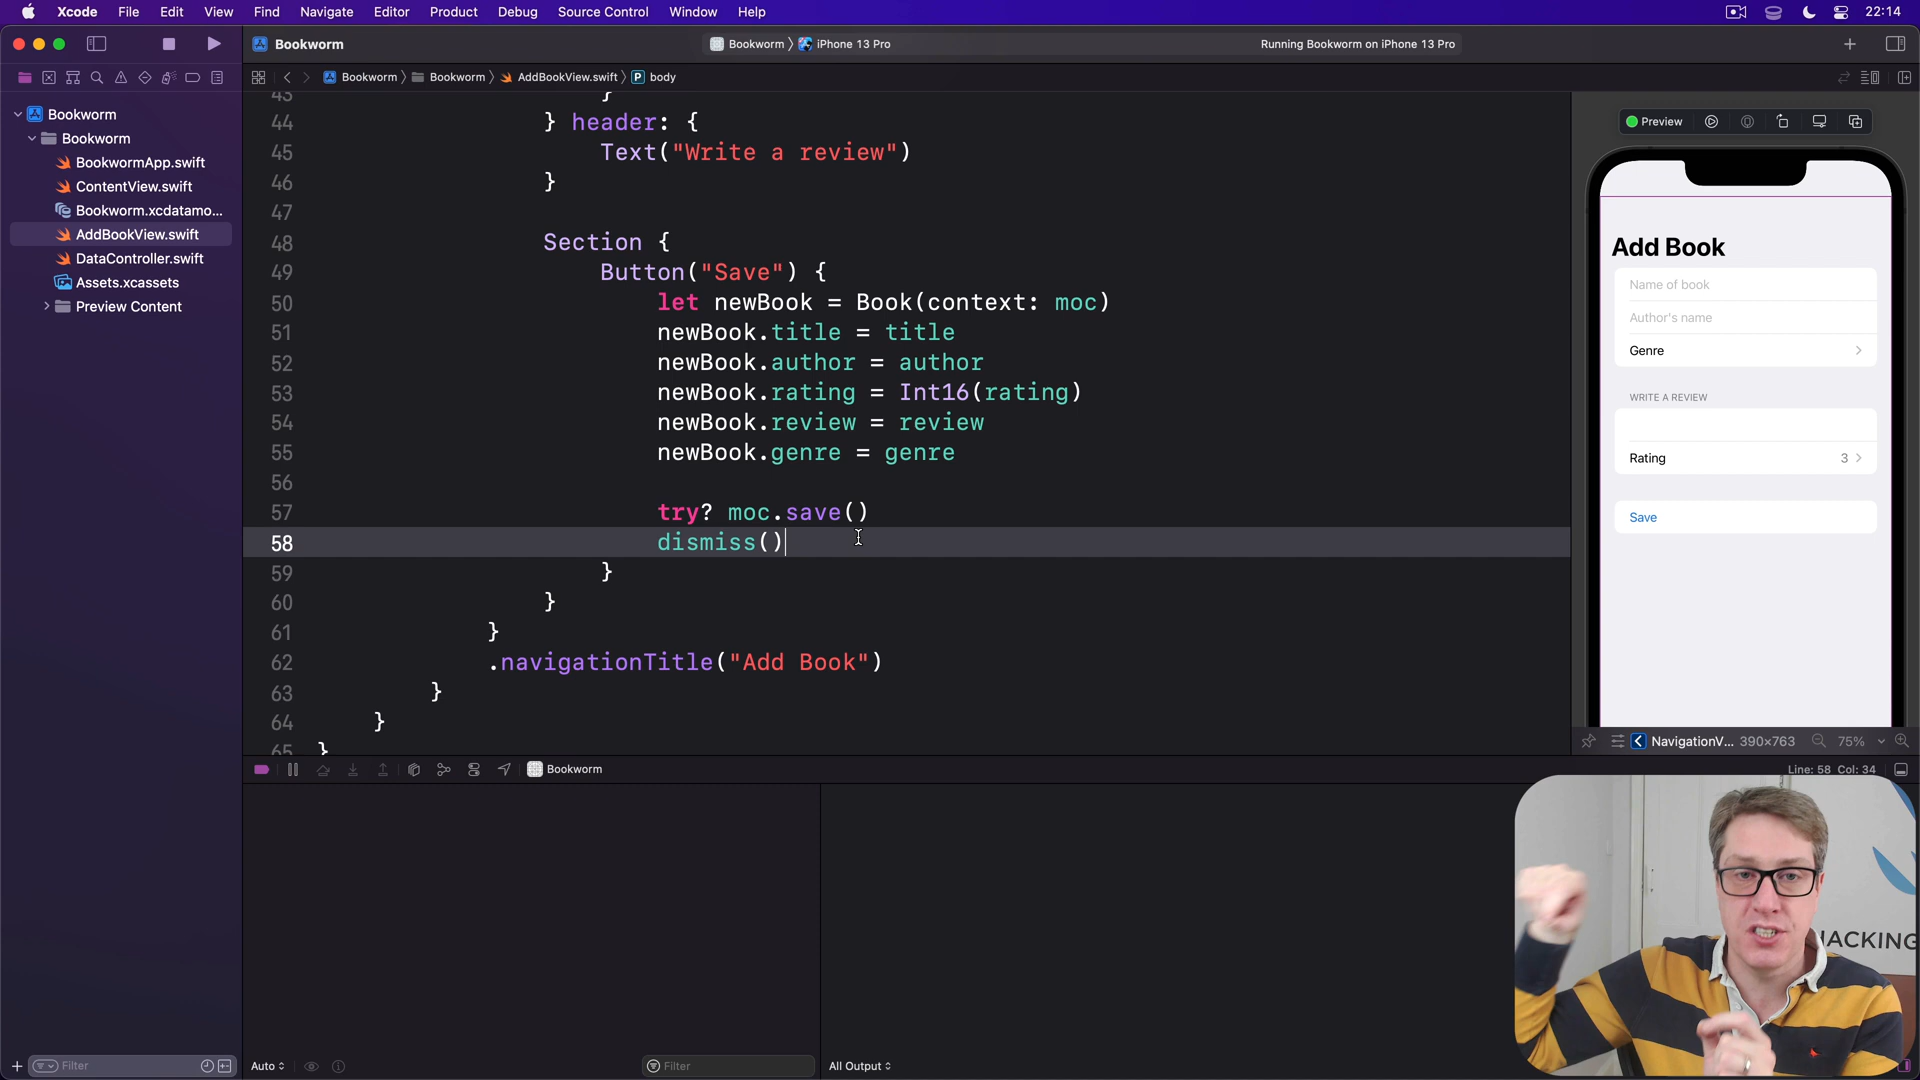 Xcode File Edit View Find Navigate Editor Product Debug Source Control Window Help 22:14
Bookworm
Bookworm iPhone 13 Pro
Running Bookworm on iPhone 13 Pro
Bookworm Bookworm AddBookView.swift P body
Bookworm
Bookworm
BookwormApp.swift
ContentView.swift
Bookworm.xcdatamo...
AddBookView.swift
DataController.swift
Assets.xcassets
Preview Content
43 }
44 } header: {
45 Text("Write a review")
46 }
47
48 Section {
49 Button("Save") {
50 let newBook = Book(context: moc)
51 newBook.title = title
52 newBook.author = author
53 newBook.rating = Int16(rating)
54 newBook.review = review
55 newBook.genre = genre
56
57 try? moc.save()
58 dismiss()
59 }
60 }
61 }
62 .navigationTitle("Add Book")
63 }
64 }
65 }
Preview
Add Book
Name of book
Author's name
Genre
WRITE A REVIEW
Rating 3
Save
NavigationV... 390×763 75%
Bookworm
Line: 58 Col: 34
HACKING
Filter
Auto
Filter
All Output